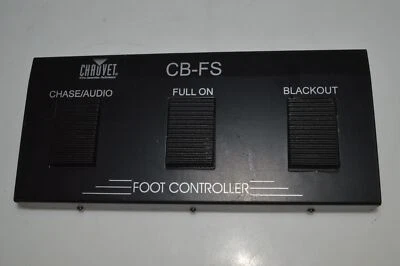 CHAUVET
CB-FS
CHASE/AUDIO
FULL ON
BLACKOUT
FOOT CONTROLLER